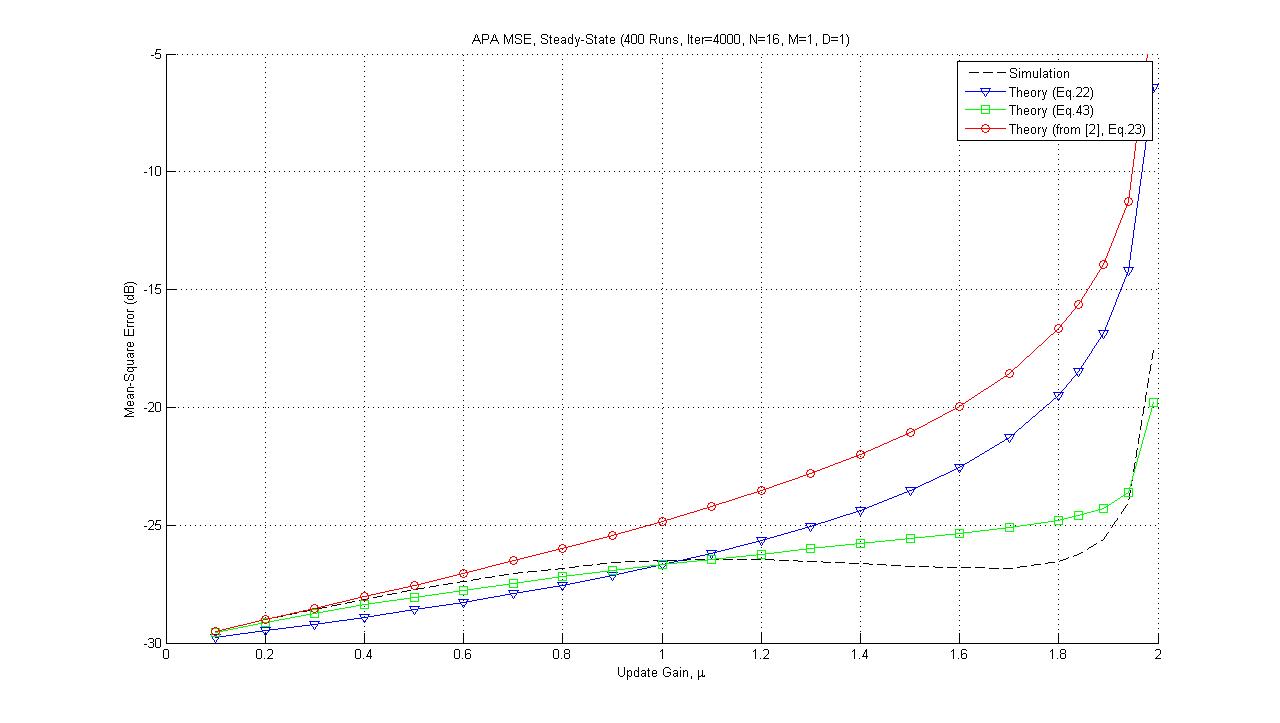 APA MSE, Steady-State (400 Runs, Iter=4000, N=16, M=1, D=1)
Simulation
Theory (Eq.22)
Theory (Eq.43)
Theory (from [2], Eq.23)
Mean-Square Error (dB)
-5
-10
-15
-20
-25
-30
0 0.2 0.4 0.6 0.8 1 1.2 1.4 1.6 1.8 2
Update Gain, μ